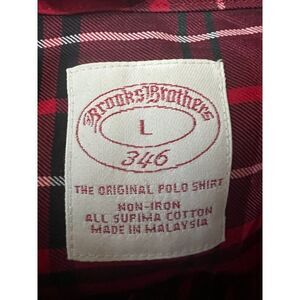 Brooks Brothers
L
346
THE ORIGINAL POLO SHIRT
NON-IRON
ALL SUPIMA COTTON
MADE IN MALAYSIA